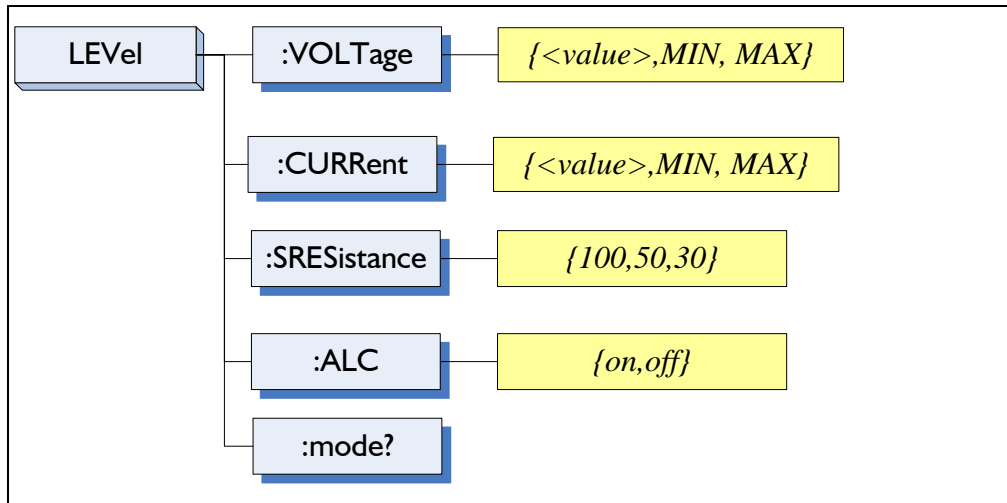 LEVel :VOLTage {<value>,MIN, MAX}
:CURRent {<value>,MIN, MAX}
:SRESistance {100,50,30}
:ALC {on,off}
:mode?